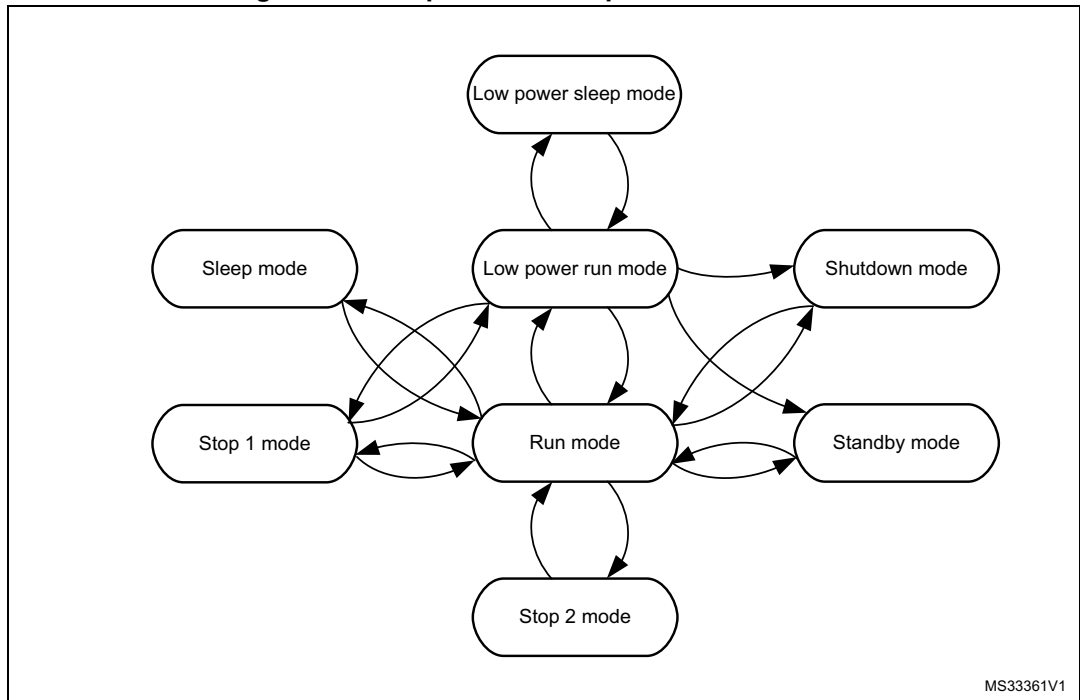 Low power sleep mode
Sleep mode
Low power run mode
Shutdown mode
Stop 1 mode
Run mode
Standby mode
Stop 2 mode
MS33361V1